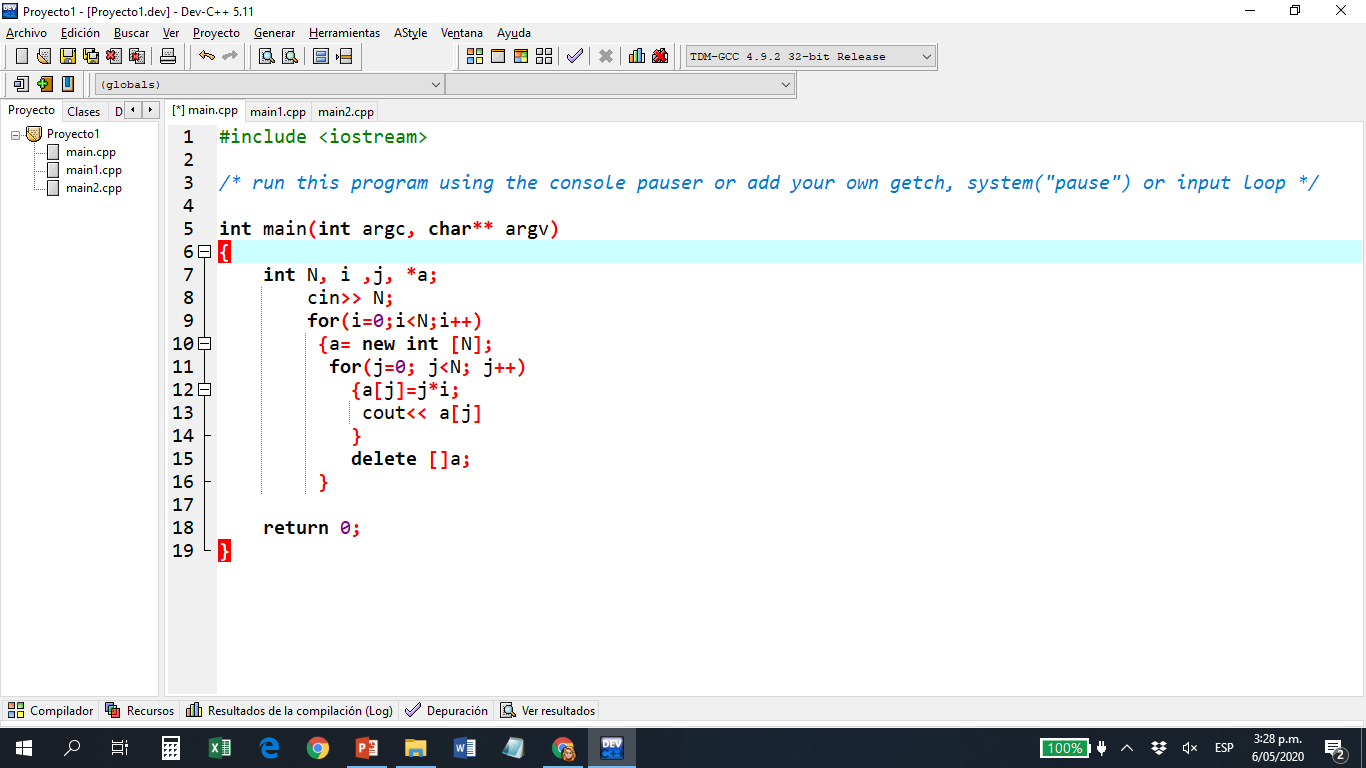 Proyecto1 - [Proyecto1.dev] - Dev-C++ 5.11
Archivo Edición Buscar Ver Proyecto Generar Herramientas AStyle Ventana Ayuda
TDM-GCC 4.9.2 32-bit Release
(globals)
Proyecto Clases D [*] main.cpp main1.cpp main2.cpp
Proyecto1
main.cpp
main1.cpp
main2.cpp
1 #include <iostream>
2
3 /* run this program using the console pauser or add your own getch, system("pause") or input loop */
4
5 int main(int argc, char** argv)
6 {
7 int N, i ,j, *a;
8 cin>> N;
9 for(i=0;i<N;i++)
10 {a= new int [N];
11 for(j=0; j<N; j++)
12 {a[j]=j*i;
13 cout<< a[j]
14 }
15 delete []a;
16 }
17
18 return 0;
19 }
Compilador Recursos Resultados de la compilación (Log) Depuración Ver resultados
DEV
100% ESP 3:28 p.m.
6/05/2020 2